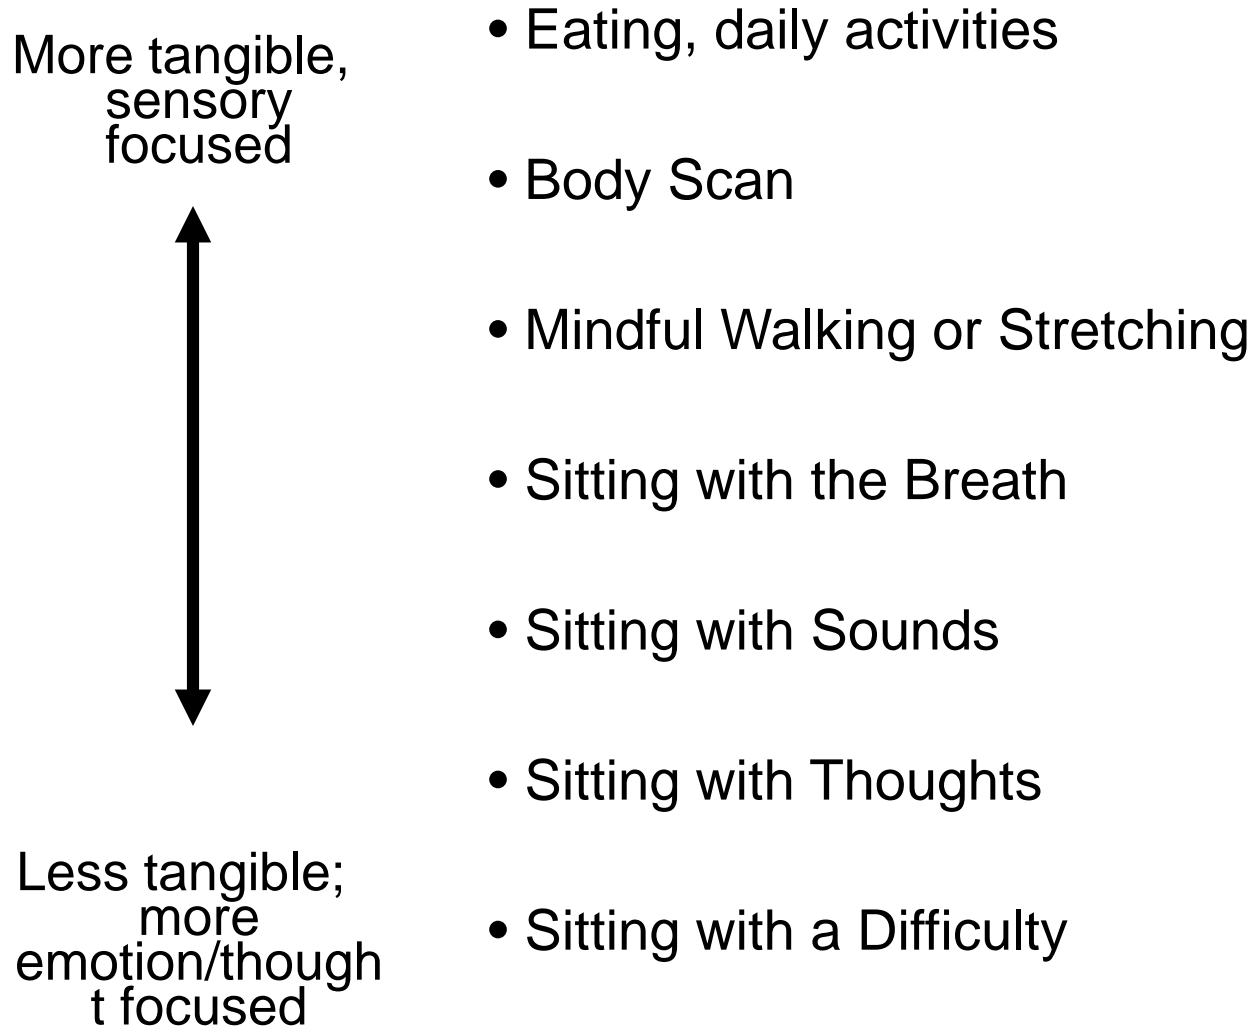 More tangible,
sensory
focused
• Eating, daily activities
• Body Scan
• Mindful Walking or Stretching
• Sitting with the Breath
• Sitting with Sounds
• Sitting with Thoughts
• Sitting with a Difficulty
Less tangible;
more
emotion/though
t focused